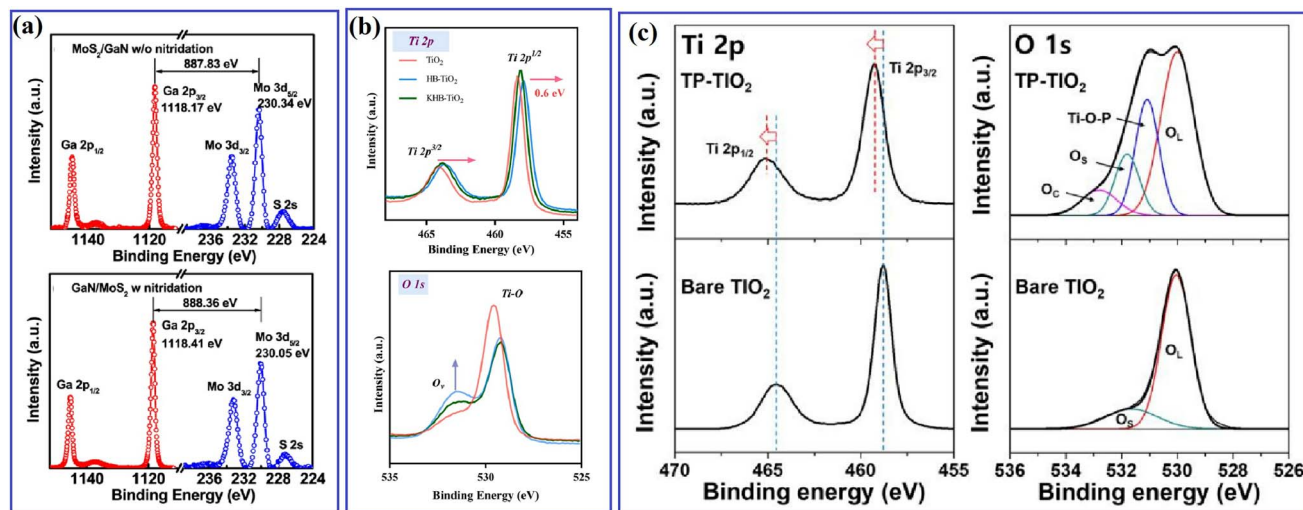 (a)
MoS2/GaN w/o nitridation
887.83 eV
Ga 2p3/2
1118.17 eV
Mo 3d5/2
230.34 eV
Ga 2p1/2
Mo 3d3/2
S 2s
Intensity (a.u.)
1140 1120 236 232 228 224
Binding Energy (eV)
GaN/MoS2 w nitridation
888.36 eV
Ga 2p3/2
1118.41 eV
Mo 3d5/2
230.05 eV
Ga 2p1/2
Mo 3d3/2
S 2s
Intensity (a.u.)
1140 1120 236 232 228 224
Binding Energy (eV)
(b)
Ti 2p
Ti 2p1/2
TiO2
HB-TiO2
KHB-TiO2
0.6 eV
Ti 2p3/2
Intensity (a.u.)
465 460 455
Binding Energy (eV)
O 1s
Ti-O
Ov
Intensity (a.u.)
535 530 525
Binding Energy (eV)
(c)
Ti 2p
TP-TIO2
Ti 2p3/2
Ti 2p1/2
Intensity (a.u.)
Bare TIO2
Intensity (a.u.)
470 465 460 455
Binding energy (eV)
O 1s
TP-TIO2
Ti-O-P
OL
OS
OC
Intensity (a.u.)
Bare TIO2
OL
OS
Intensity (a.u.)
536 534 532 530 528 526
Binding energy (eV)